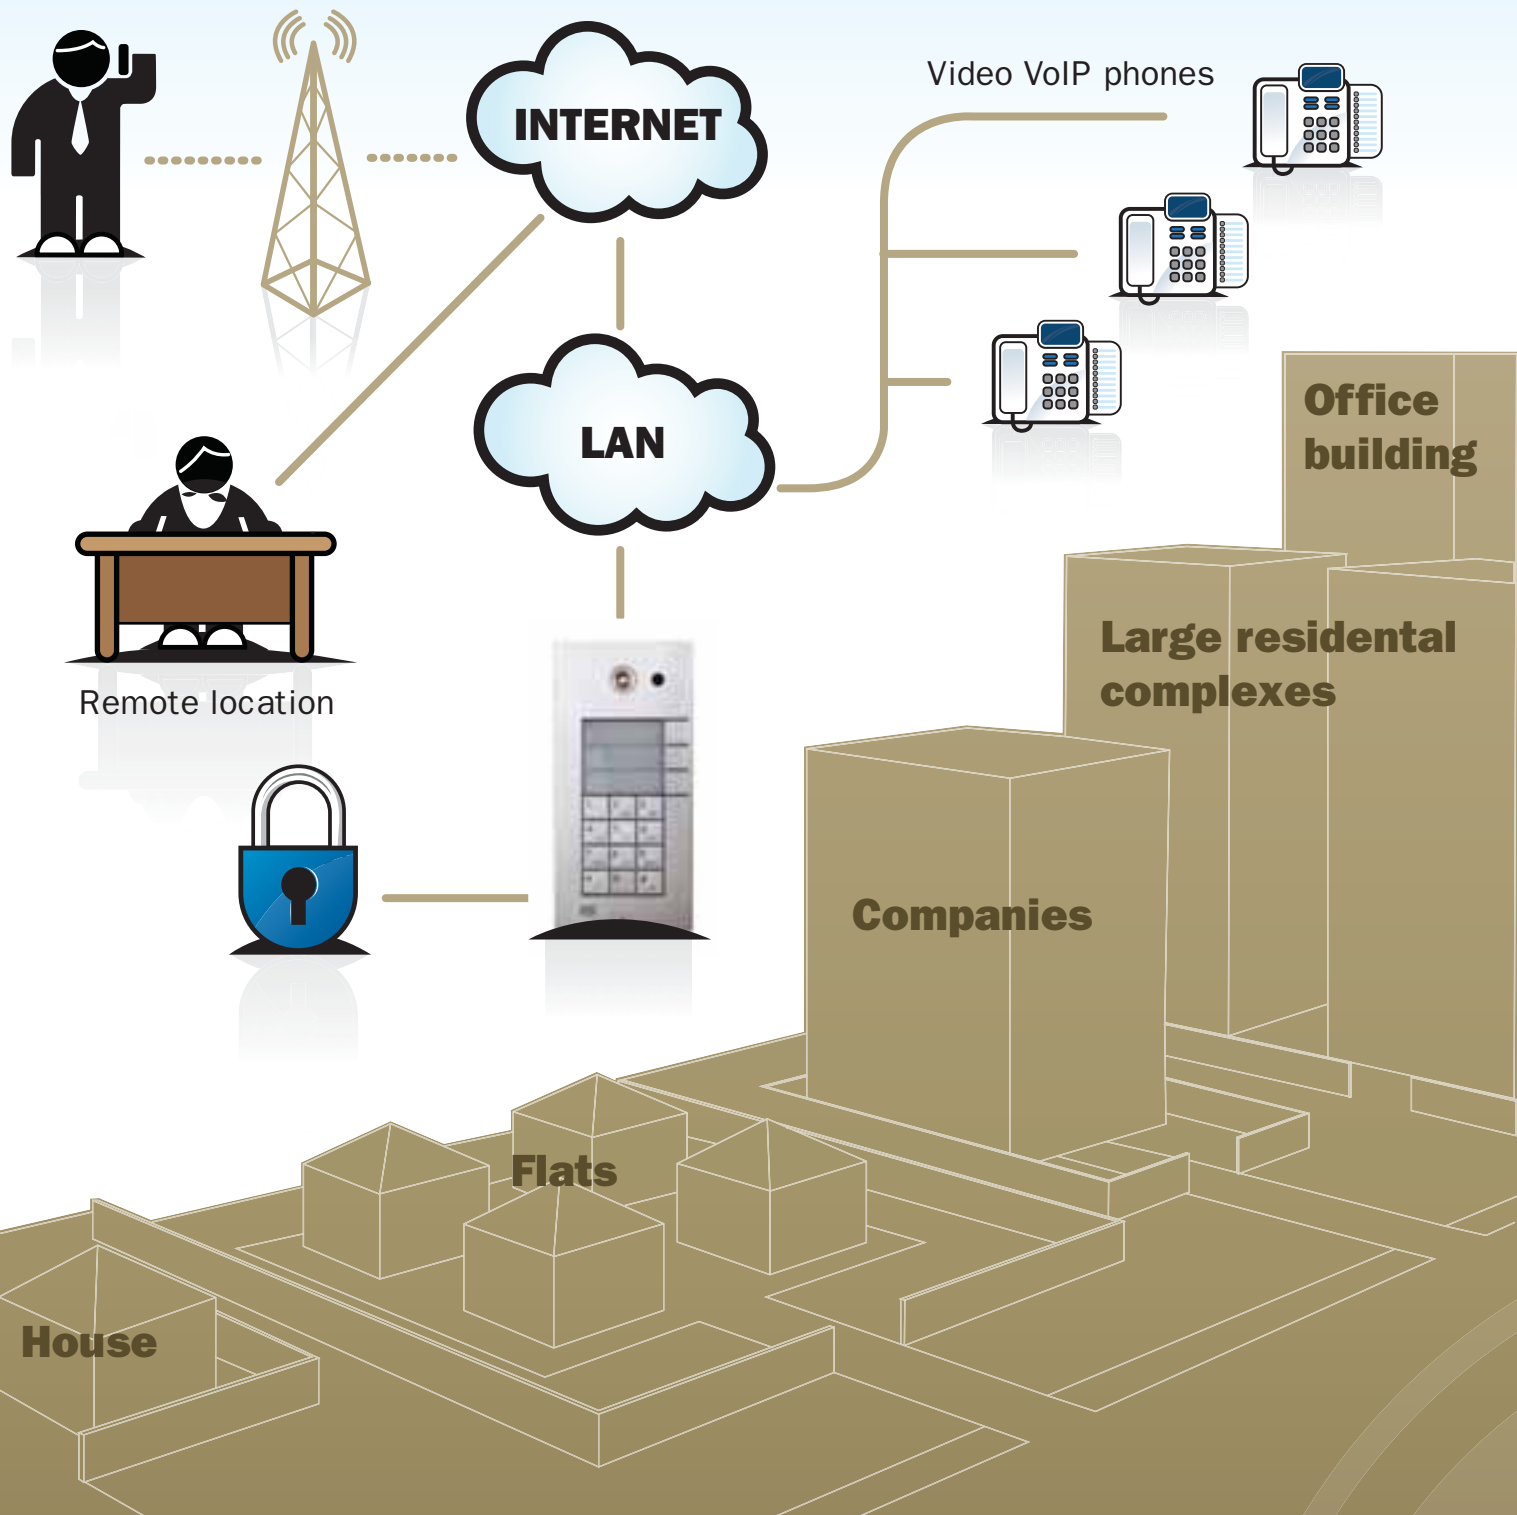 Video VoIP phones
INTERNET
LAN
Office
building
Large residental
complexes
Remote location
Companies
Flats
House